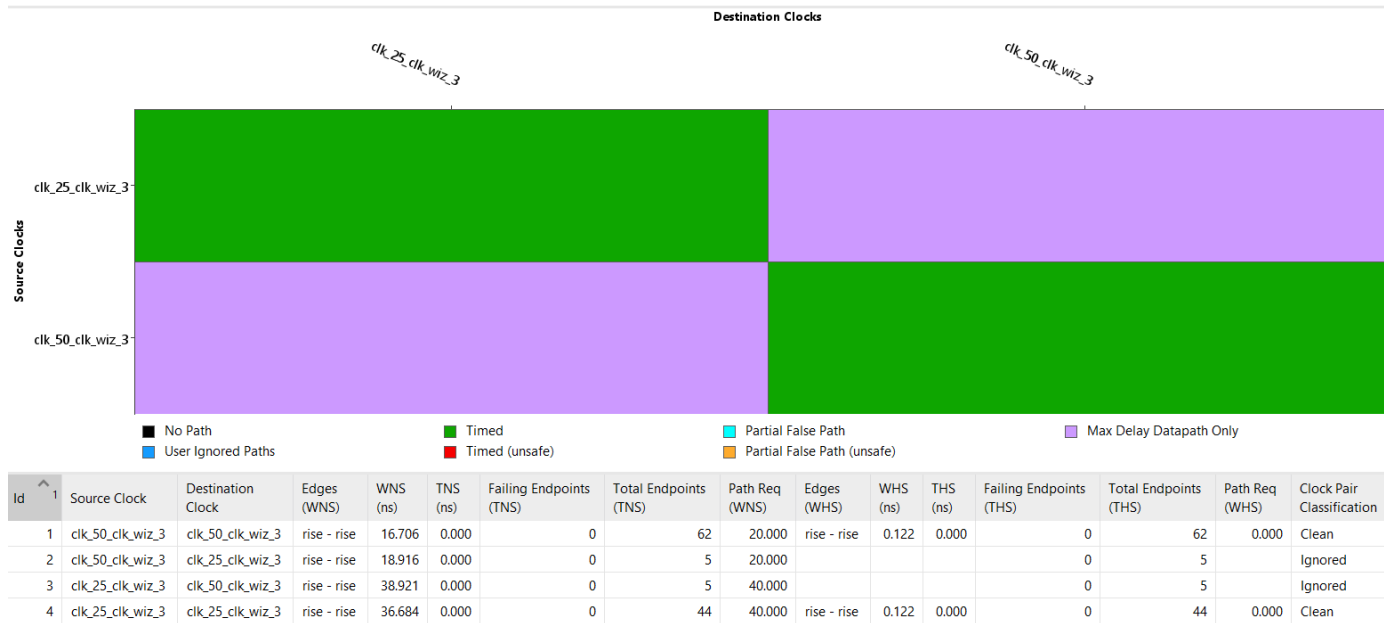 Destination Clocks
clk_25_clk_wiz_3
clk_50_clk_wiz_3
Source Clocks
clk_25_clk_wiz_3
clk_50_clk_wiz_3
No Path
Timed
Partial False Path
Max Delay Datapath Only
User Ignored Paths
Timed (unsafe)
Partial False Path (unsafe)
Id 1 Source Clock Destination Clock Edges (WNS) WNS (ns) TNS (ns) Failing Endpoints (TNS) Total Endpoints (TNS) Path Req (WNS) Edges (WHS) WHS (ns) THS (ns) Failing Endpoints (THS) Total Endpoints (THS) Path Req (WHS) Clock Pair Classification
1 clk_50_clk_wiz_3 clk_50_clk_wiz_3 rise - rise 16.706 0.000 0 62 20.000 rise - rise 0.122 0.000 0 62 0.000 Clean
2 clk_50_clk_wiz_3 clk_25_clk_wiz_3 rise - rise 18.916 0.000 0 5 20.000 0 5 Ignored
3 clk_25_clk_wiz_3 clk_50_clk_wiz_3 rise - rise 38.921 0.000 0 5 40.000 0 5 Ignored
4 clk_25_clk_wiz_3 clk_25_clk_wiz_3 rise - rise 36.684 0.000 0 44 40.000 rise - rise 0.122 0.000 0 44 0.000 Clean